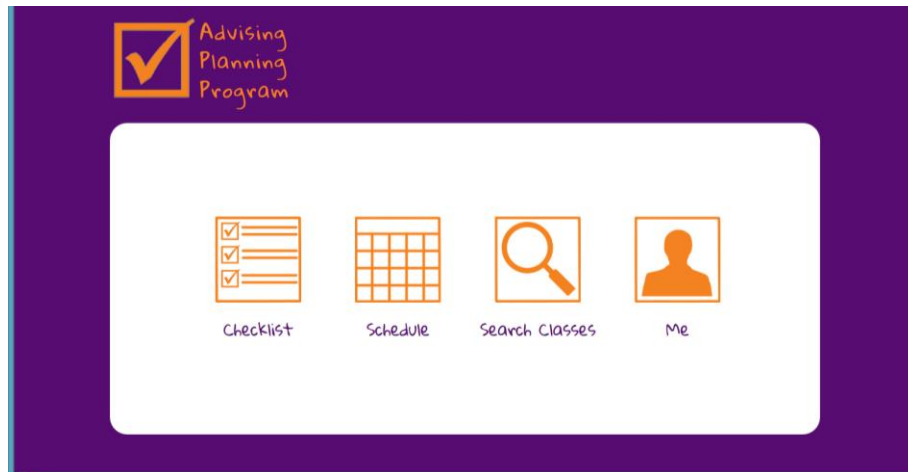 Advising
Planning
Program
Checklist
Schedule
Search Classes
Me